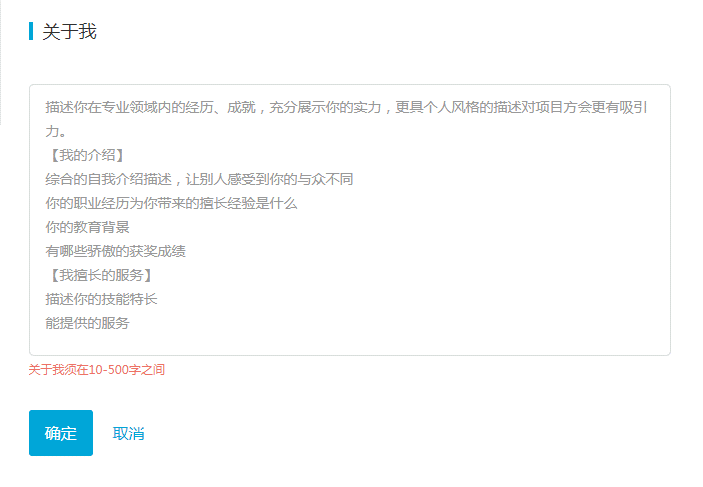 关于我
描述你在专业领域内的经历、成就，充分展示你的实力，更具个人风格的描述对项目方会更有吸引
力。
【我的介绍】
综合的自我介绍描述，让别人感受到你的与众不同
你的职业经历为你带来的擅长经验是什么
你的教育背景
有哪些骄傲的获奖成绩
【我擅长的服务】
描述你的技能特长
能提供的服务
关于我须在10-500字之间
确定 取消